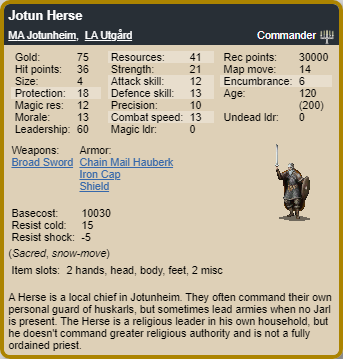 Jotun Herse
MA Jotunheim, LA Utgård Commander
Gold: 75 Resources: 41 Rec points: 30000
Hit points: 36 Strength: 21 Map move: 14
Size: 4 Attack skill: 12 Encumbrance: 6
Protection: 18 Defence skill: 13 Age: 120
Magic res: 12 Precision: 10 (200)
Morale: 13 Combat speed: 13 Undead ldr: 0
Leadership: 60 Magic ldr: 0
Weapons: Armor:
Broad Sword Chain Mail Hauberk
Iron Cap
Shield
Basecost: 10030
Resist cold: 15
Resist shock: -5
(Sacred, snow-move)
Item slots: 2 hands, head, body, feet, 2 misc
A Herse is a local chief in Jotunheim. They often command their own
personal guard of huskarls, but sometimes lead armies when no Jarl
is present. The Herse is a religious leader in his own household, but
he doesn't command greater religious authority and is not a fully
ordained priest.